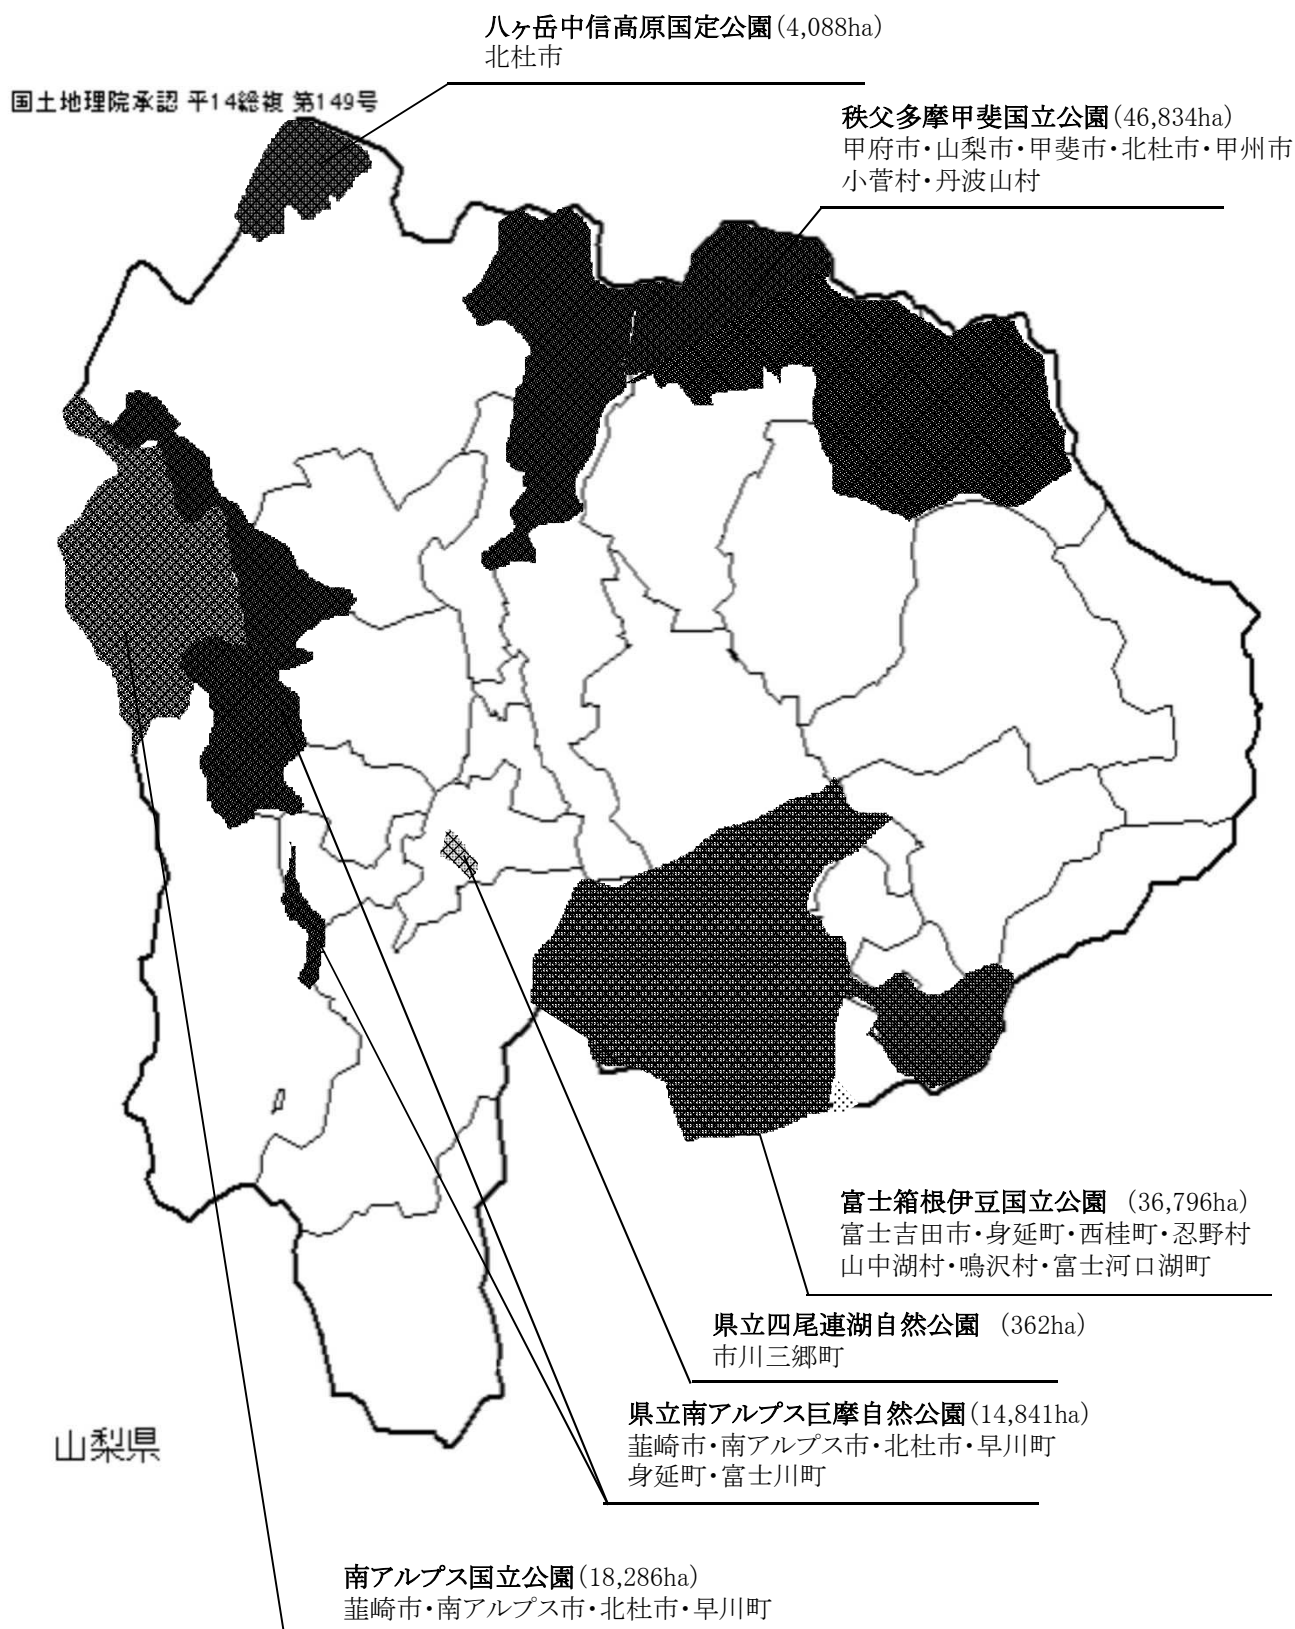 八ヶ岳中信高原国定公園(4,088ha)
北杜市
国土地理院承認 平14総複 第149号
秩父多摩甲斐国立公園(46,834ha)
甲府市・山梨市・甲斐市・北杜市・甲州市
小菅村・丹波山村
富士箱根伊豆国立公園 (36,796ha)
富士吉田市・身延町・西桂町・忍野村
山中湖村・鳴沢村・富士河口湖町
県立四尾連湖自然公園 (362ha)
市川三郷町
県立南アルプス巨摩自然公園(14,841ha)
韮崎市・南アルプス市・北杜市・早川町
身延町・富士川町
山梨県
南アルプス国立公園(18,286ha)
韮崎市・南アルプス市・北杜市・早川町